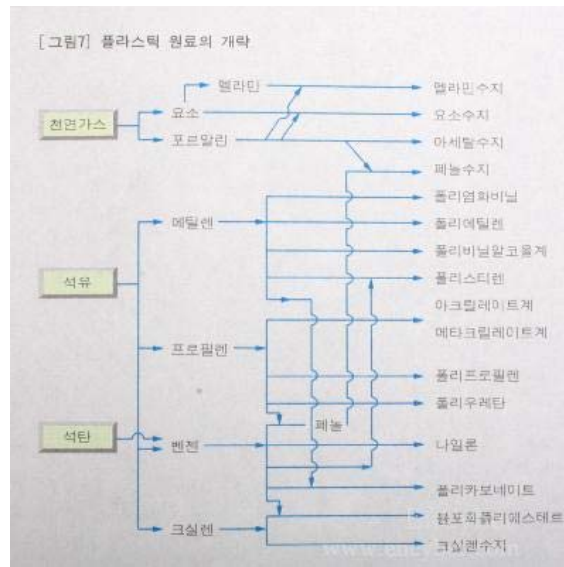 [그림7] 플라스틱 원료의 개략
멜라민
멜라민수지
요소
요소수지
천연가스
포르말린
아세탈수지
페놀수지
폴리염화비닐
에틸렌
폴리에틸렌
폴리비닐알코올계
석유
폴리스티렌
아크릴레이트계
메타크릴레이트계
프로필렌
폴리프로필렌
폴리우레탄
페놀
석탄
벤젠
나일론
폴리카보네이트
불포화폴리에스테르
크실렌
크실렌수지